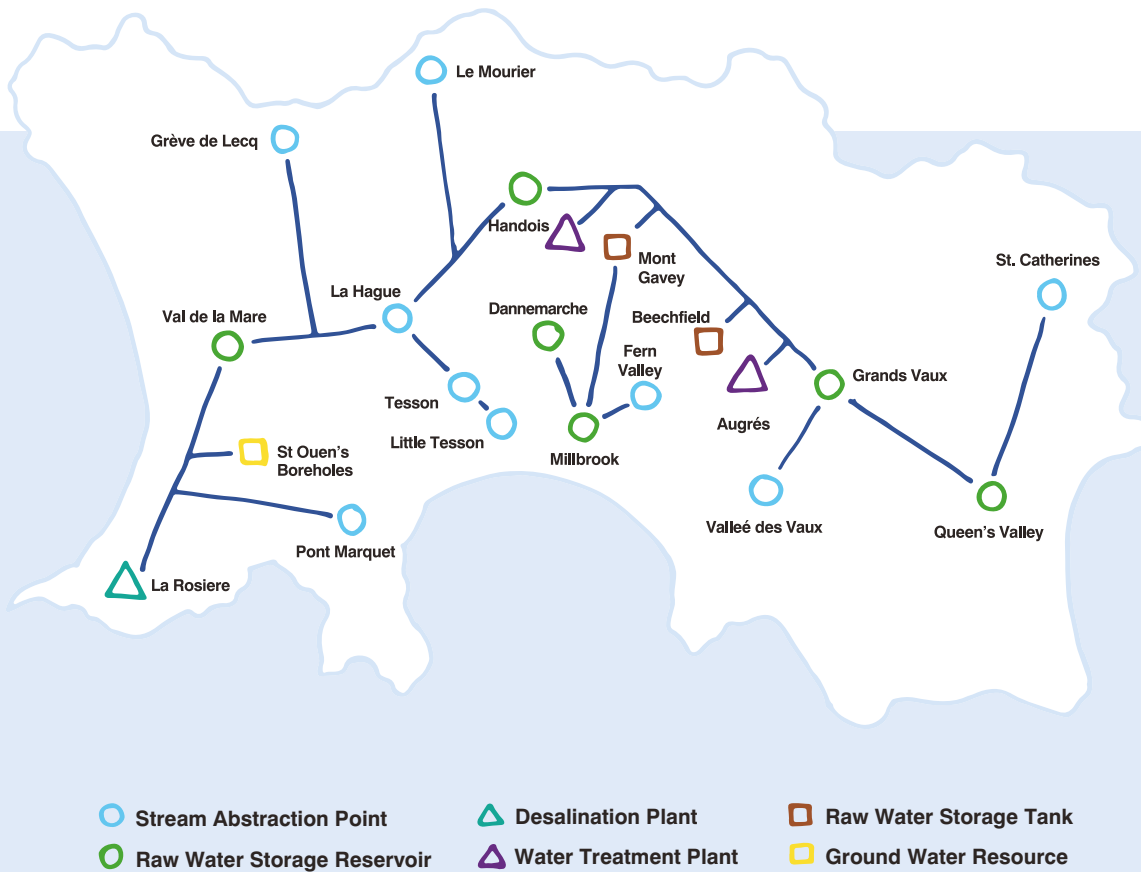 Le Mourier
Grève de Lecq
Handois
Mont
Gavey
St. Catherines
La Hague
Val de la Mare
Dannemarche
Beechfield
Fern
Valley
Grands Vaux
Tesson
Augrés
Little Tesson
St Ouen's
Boreholes
Millbrook
Valleé des Vaux
Queen's Valley
Pont Marquet
La Rosiere
Stream Abstraction Point
Desalination Plant
Raw Water Storage Tank
Raw Water Storage Reservoir
Water Treatment Plant
Ground Water Resource